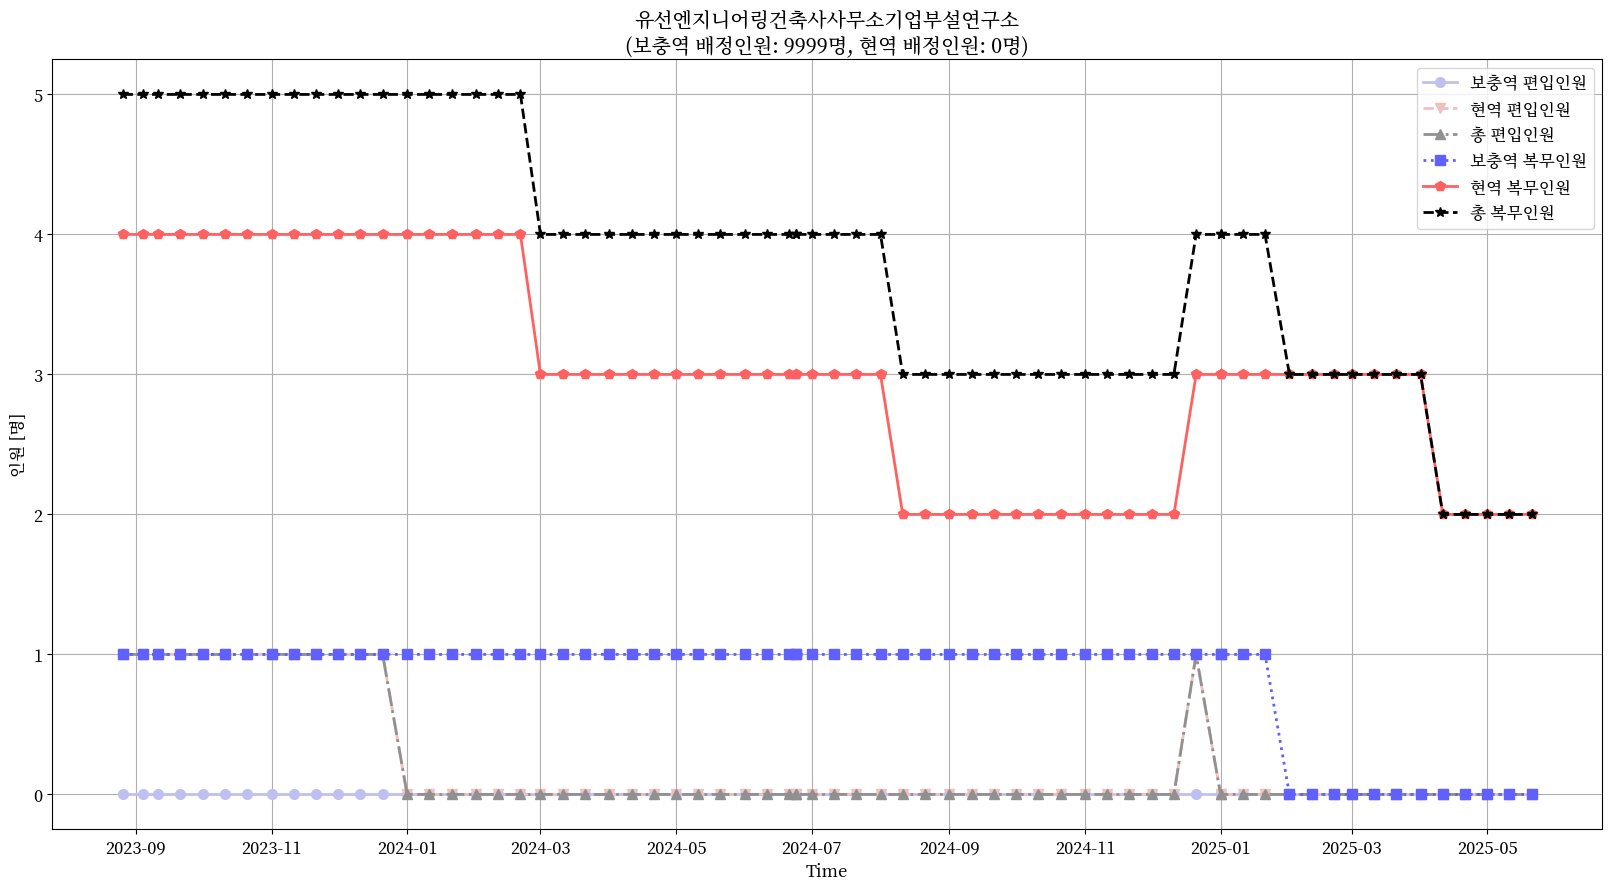 유선엔지니어링건축사사무소기업부설연구소
(보충역 배정인원: 9999명, 현역 배정인원: 0명)
보충역 편입인원
현역 편입인원
총 편입인원
보충역 복무인원
현역 복무인원
총 복무인원
인원 [명]
5
4
3
2
1
0
2023-09
2023-11
2024-01
2024-03
2024-05
2024-07
2024-09
2024-11
2025-01
2025-03
2025-05
Time